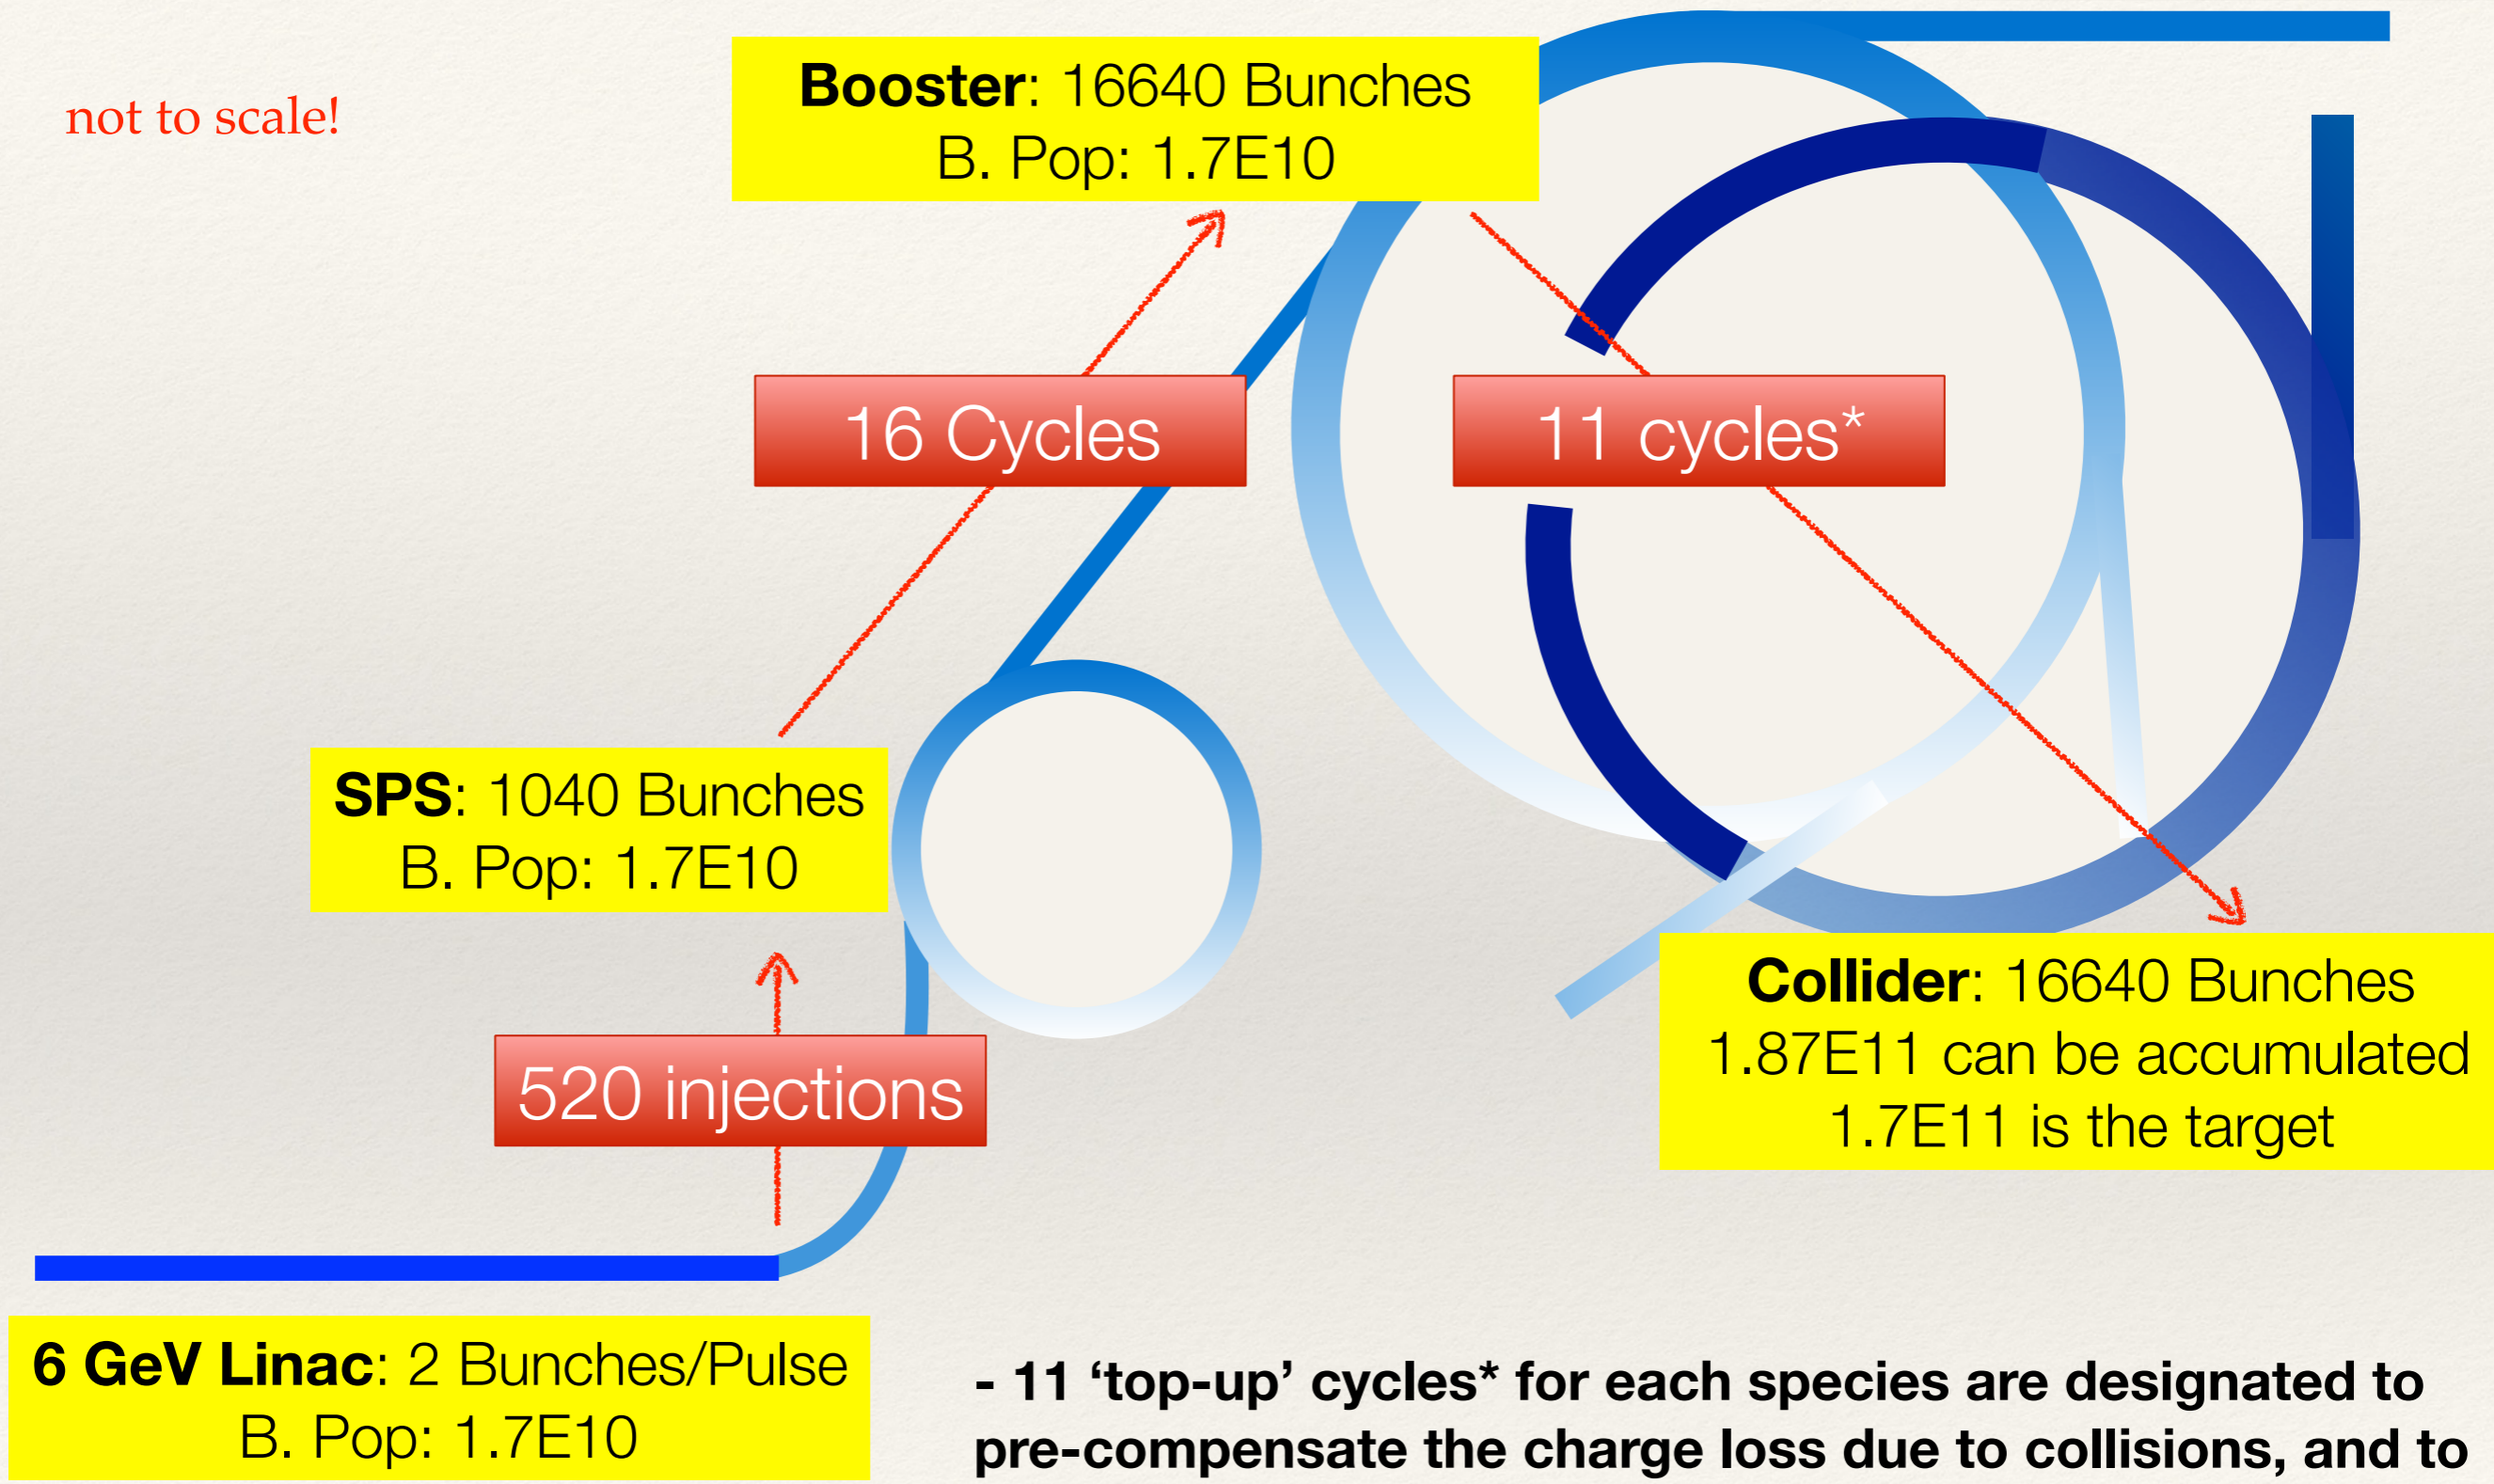 not to scale!
Booster: 16640 Bunches
B. Pop: 1.7E10
16 Cycles
11 cycles*
SPS: 1040 Bunches
B. Pop: 1.7E10
520 injections
Collider: 16640 Bunches
1.87E11 can be accumulated
1.7E11 is the target
6 GeV Linac: 2 Bunches/Pulse
B. Pop: 1.7E10
- 11 ‘top-up’ cycles* for each species are designated to
pre-compensate the charge loss due to collisions, and to